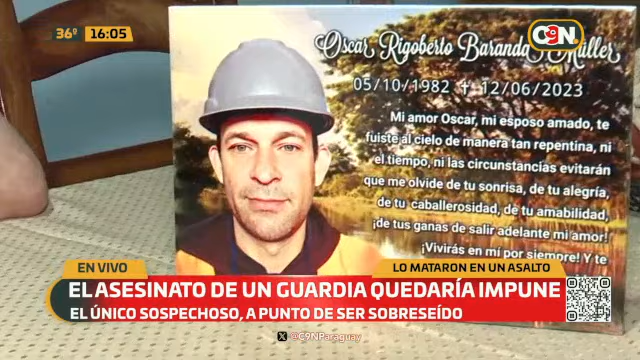 36º
16:05
C9N
Oscar Rigoberto Baranda Müller
05/10/1982 ✝ 12/06/2023
Mi amor Oscar, mi esposo amado, te
fuiste al cielo de manera tan repentina, ni
el tiempo, ni las circunstancias evitarán
que me olvide de tu sonrisa, de tu alegría,
de tu caballerosidad, de tu amabilidad,
¡de tus ganas de salir adelante mi amor!
¡Vivirás en mí por siempre! Y te
EN VIVO
LO MATARON EN UN ASALTO
EL ASESINATO DE UN GUARDIA QUEDARÍA IMPUNE
EL ÚNICO SOSPECHOSO, A PUNTO DE SER SOBRESEÍDO
@C9NParaguay